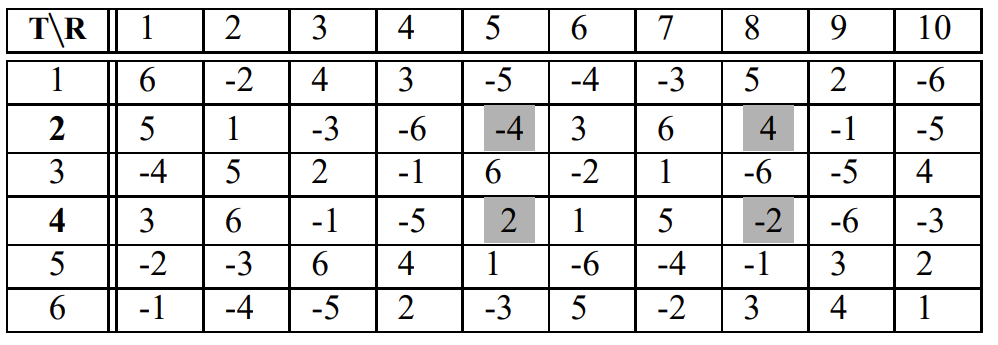 T\R 1 2 3 4 5 6 7 8 9 10
1 6 -2 4 3 -5 -4 -3 5 2 -6
2 5 1 -3 -6 -4 3 6 4 -1 -5
3 -4 5 2 -1 6 -2 1 -6 -5 4
4 3 6 -1 -5 2 1 5 -2 -6 -3
5 -2 -3 6 4 1 -6 -4 -1 3 2
6 -1 -4 -5 2 -3 5 -2 3 4 1